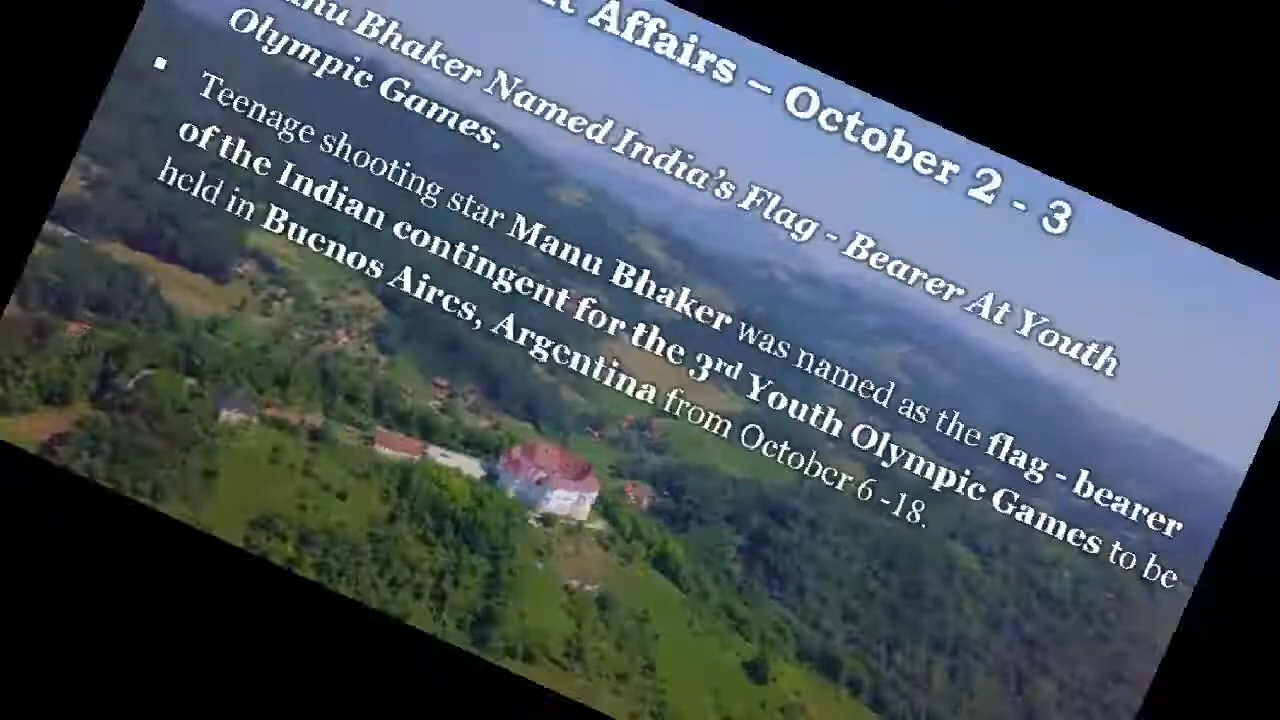 Affairs – October 2 - 3
Bhaker Named India's Flag - Bearer At Youth
Olympic Games.
▪ Teenage shooting star Manu Bhaker was named as the flag - bearer
of the Indian contingent for the 3rd Youth Olympic Games to be
held in Buenos Aires, Argentina from October 6 -18.